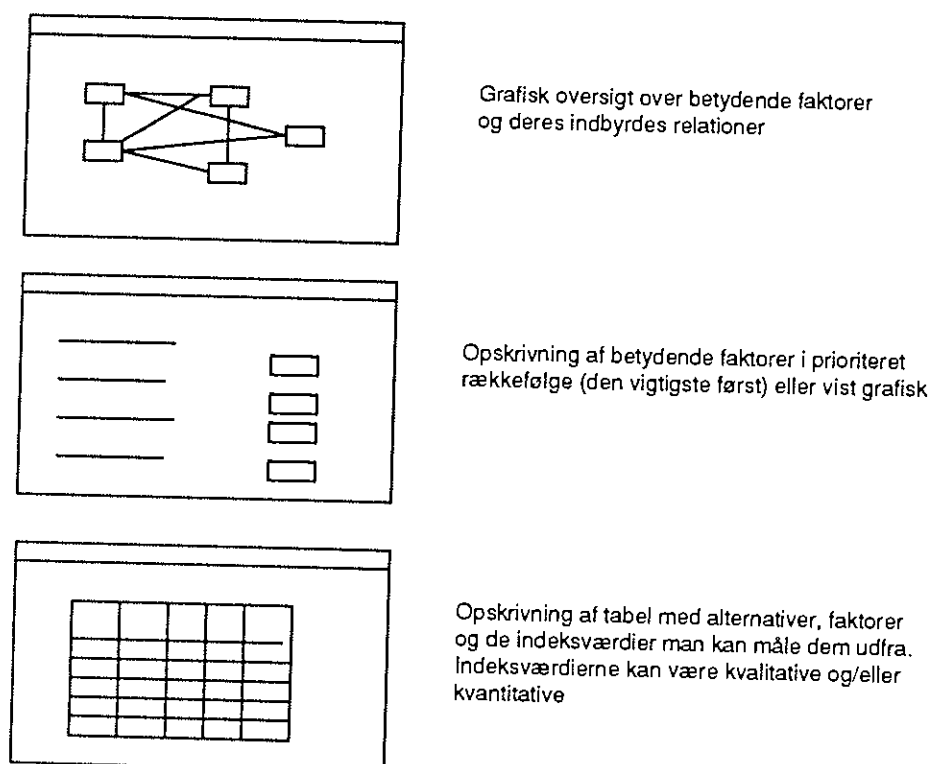 Grafisk oversigt over betydende faktorer
og deres indbyrdes relationer
Opskrivning af betydende faktorer i prioriteret
rækkefølge (den vigtigste først) eller vist grafisk
Opskrivning af tabel med alternativer, faktorer
og de indeksværdier man kan måle dem udfra.
Indeksværdierne kan være kvalitative og/eller
kvantitative